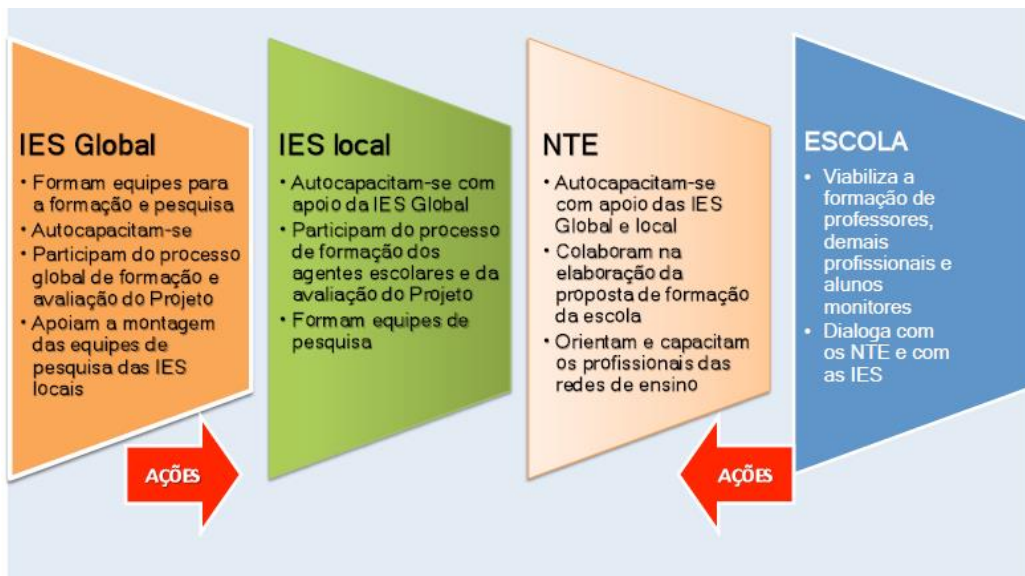 IES Global
• Formam equipes para
a formação e pesquisa
• Autocapacitam-se
• Participam do processo
global de formação e
avaliação do Projeto
• Apoiam a montagem
das equipes de
pesquisa das IES
locais
AÇÕES
IES local
• Autocapacitam-se com
apoio da IES Global
• Participam do processo
de formação dos
agentes escolares e da
avaliação do Projeto
• Formam equipes de
pesquisa
NTE
• Autocapacitam-se
com apoio das IES
Global e local
• Colaboram na
elaboração da
proposta de formação
da escola
• Orientam e capacitam
os profissionais das
redes de ensino
AÇÕES
ESCOLA
• Viabiliza a
formação de
professores,
demais
profissionais e
alunos
monitores
• Dialoga com
os NTE e com
as IES